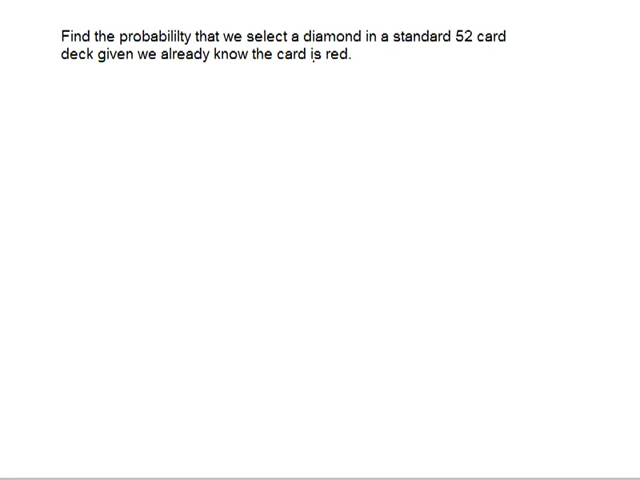 Find the probabililty that we select a diamond in a standard 52 card
deck given we already know the card is red.